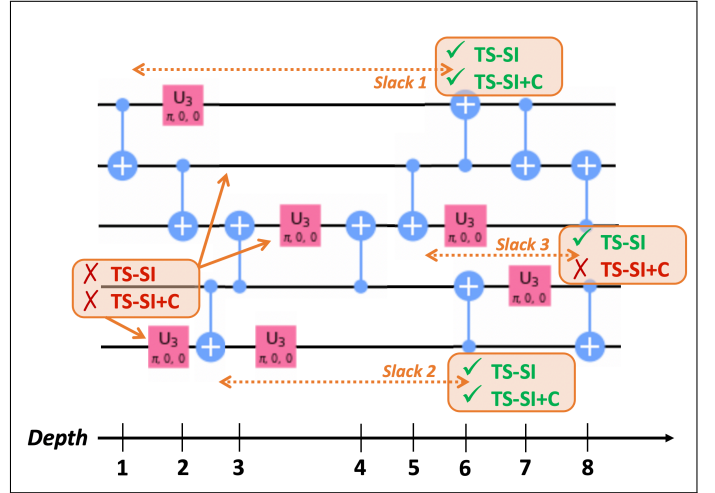 ✓ TS-SI
Slack 1
✓ TS-SI+C
U3
π, 0, 0
U3
π, 0, 0
U3
π, 0, 0
Slack 3
✓ TS-SI
✗ TS-SI+C
✗ TS-SI
✗ TS-SI+C
U3
π, 0, 0
U3
π, 0, 0
U3
π, 0, 0
Slack 2
✓ TS-SI
✓ TS-SI+C
Depth
1 2 3 4 5 6 7 8